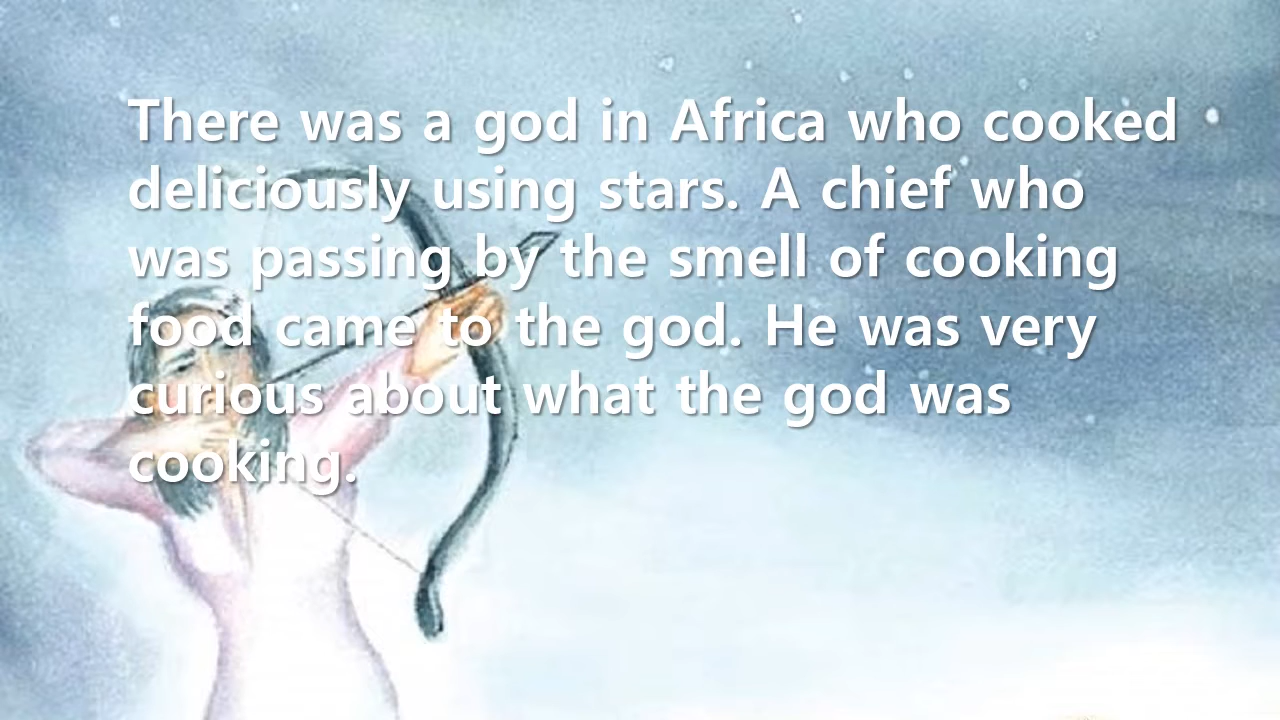 There was a god in Africa who cooked
deliciously using stars. A chief who
was passing by the smell of cooking
food came to the god. He was very
curious about what the god was
cooking.